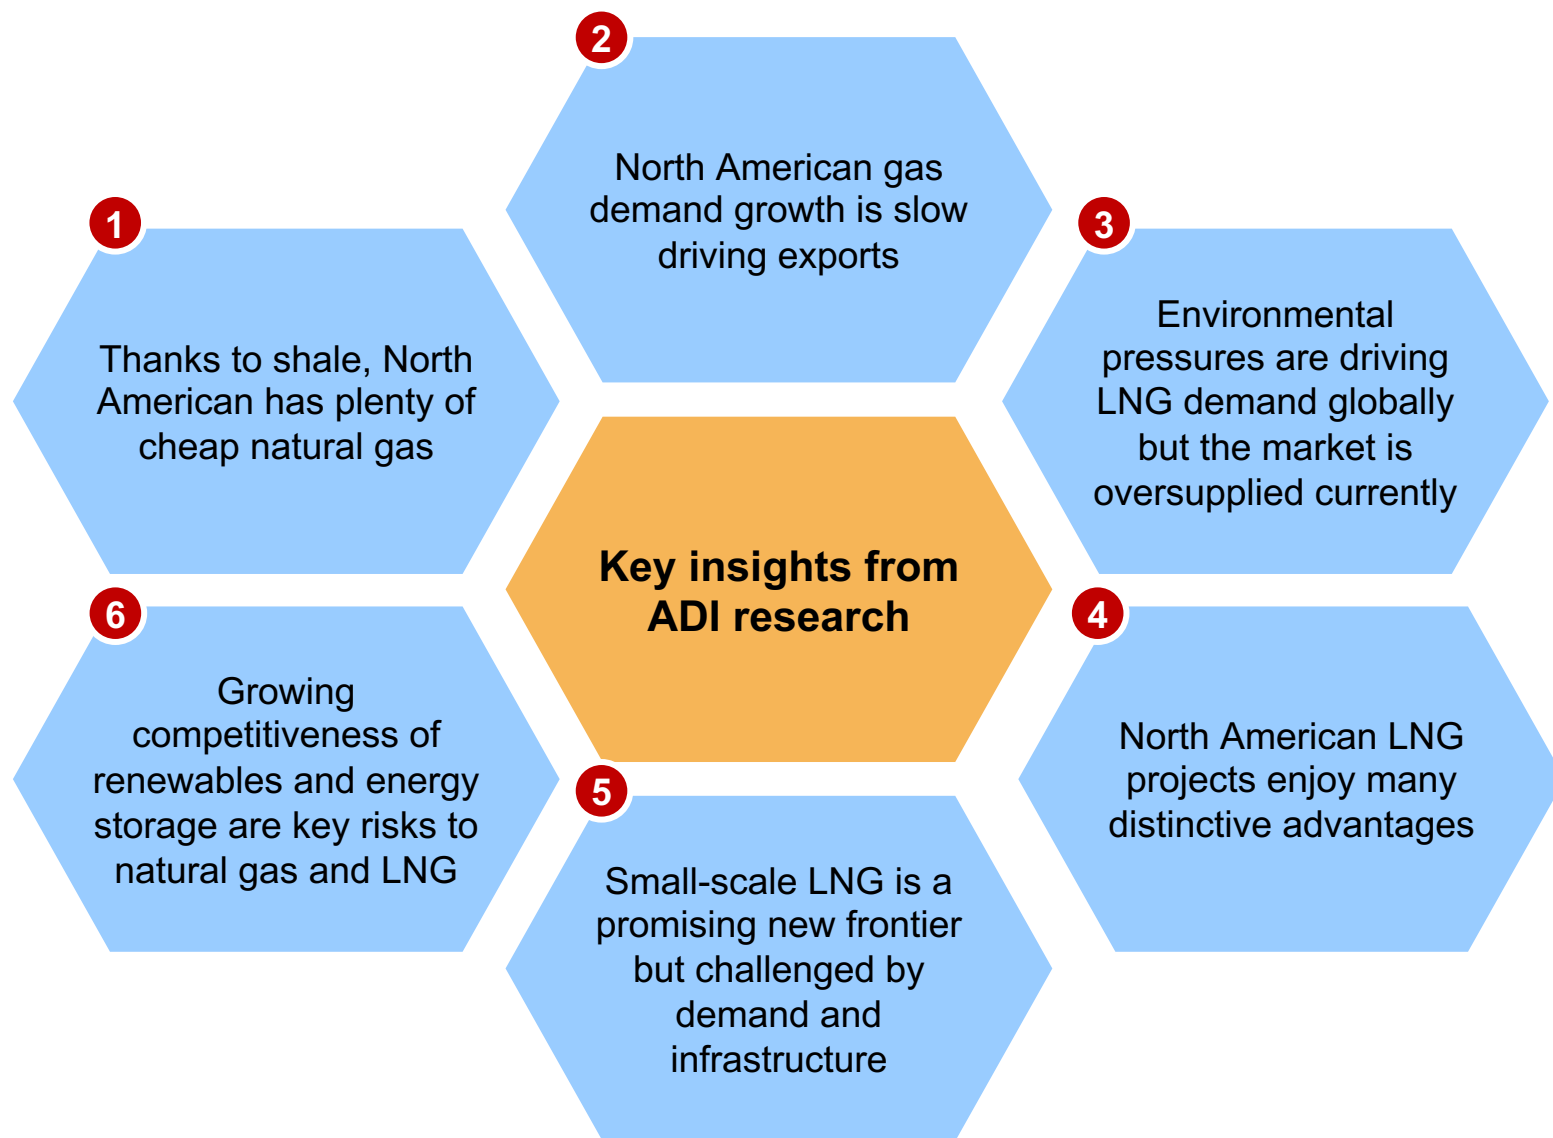 1
Thanks to shale, North
American has plenty of
cheap natural gas
2
North American gas
demand growth is slow
driving exports
3
Environmental
pressures are driving
LNG demand globally
but the market is
oversupplied currently
Key insights from
ADI research
4
North American LNG
projects enjoy many
distinctive advantages
5
Small-scale LNG is a
promising new frontier
but challenged by
demand and
infrastructure
6
Growing
competitiveness of
renewables and energy
storage are key risks to
natural gas and LNG